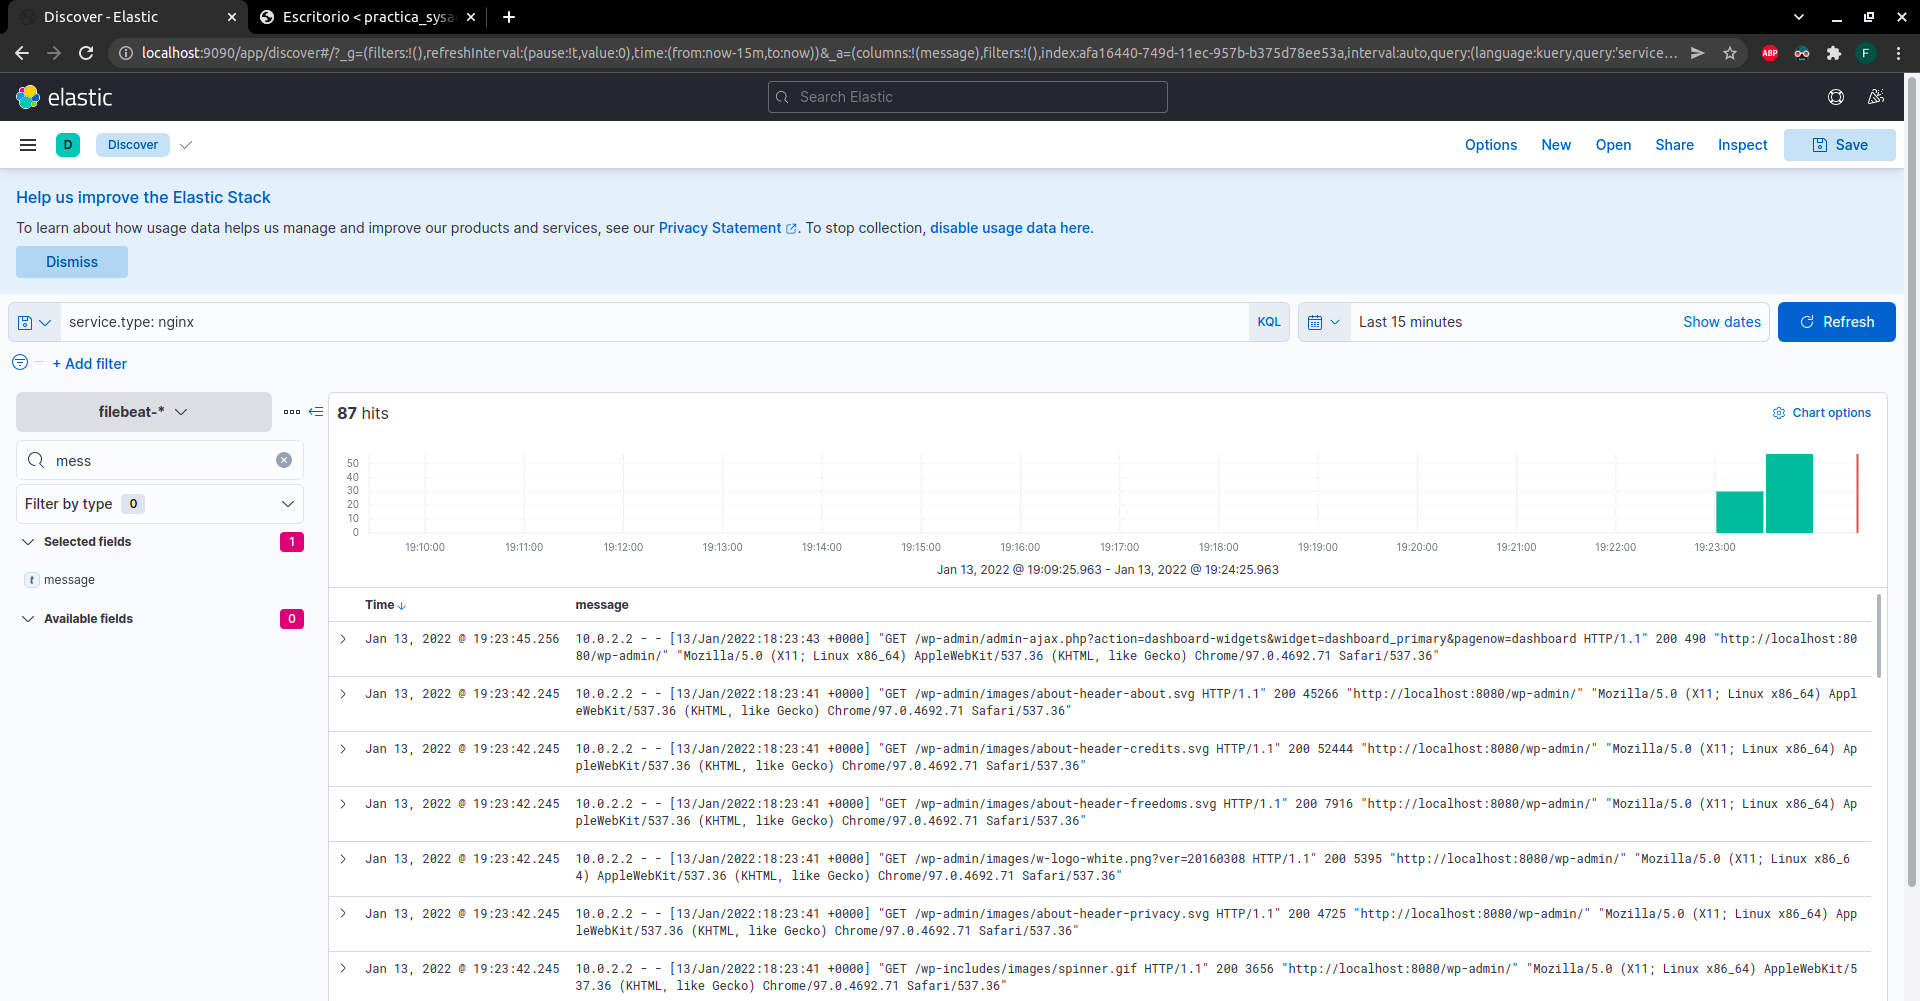 Discover - Elastic
Escritorio < practica_sysa
localhost:9090/app/discover#/?_g=(filters:!(),refreshInterval:(pause:!t,value:0),time:(from:now-15m,to:now))&_a=(columns:!(message),filters:!(),index:afa16440-749d-11ec-957b-b375d78ee53a,interval:auto,query:(language:kuery,query:'service...
ABP
F
elastic
Search Elastic
D
Discover
Options
New
Open
Share
Inspect
Save
Help us improve the Elastic Stack
To learn about how usage data helps us manage and improve our products and services, see our Privacy Statement. To stop collection, disable usage data here.
Dismiss
service.type: nginx
KQL
Last 15 minutes
Show dates
Refresh
+ Add filter
filebeat-*
mess
Filter by type 0
Selected fields 1
t message
Available fields 0
87 hits
Chart options
50
40
30
20
10
0
19:10:00 19:11:00 19:12:00 19:13:00 19:14:00 19:15:00 19:16:00 19:17:00 19:18:00 19:19:00 19:20:00 19:21:00 19:22:00 19:23:00
Jan 13, 2022 @ 19:09:25.963 - Jan 13, 2022 @ 19:24:25.963
Time message
Jan 13, 2022 @ 19:23:45.256 10.0.2.2 - - [13/Jan/2022:18:23:43 +0000] "GET /wp-admin/admin-ajax.php?action=dashboard-widgets&widget=dashboard_primary&pagenow=dashboard HTTP/1.1" 200 490 "http://localhost:80
80/wp-admin/" "Mozilla/5.0 (X11; Linux x86_64) AppleWebKit/537.36 (KHTML, like Gecko) Chrome/97.0.4692.71 Safari/537.36"
Jan 13, 2022 @ 19:23:42.245 10.0.2.2 - - [13/Jan/2022:18:23:41 +0000] "GET /wp-admin/images/about-header-about.svg HTTP/1.1" 200 45266 "http://localhost:8080/wp-admin/" "Mozilla/5.0 (X11; Linux x86_64) Appl
eWebKit/537.36 (KHTML, like Gecko) Chrome/97.0.4692.71 Safari/537.36"
Jan 13, 2022 @ 19:23:42.245 10.0.2.2 - - [13/Jan/2022:18:23:41 +0000] "GET /wp-admin/images/about-header-credits.svg HTTP/1.1" 200 52444 "http://localhost:8080/wp-admin/" "Mozilla/5.0 (X11; Linux x86_64) Ap
pleWebKit/537.36 (KHTML, like Gecko) Chrome/97.0.4692.71 Safari/537.36"
Jan 13, 2022 @ 19:23:42.245 10.0.2.2 - - [13/Jan/2022:18:23:41 +0000] "GET /wp-admin/images/about-header-freedoms.svg HTTP/1.1" 200 7916 "http://localhost:8080/wp-admin/" "Mozilla/5.0 (X11; Linux x86_64) Ap
pleWebKit/537.36 (KHTML, like Gecko) Chrome/97.0.4692.71 Safari/537.36"
Jan 13, 2022 @ 19:23:42.245 10.0.2.2 - - [13/Jan/2022:18:23:41 +0000] "GET /wp-admin/images/w-logo-white.png?ver=20160308 HTTP/1.1" 200 5395 "http://localhost:8080/wp-admin/" "Mozilla/5.0 (X11; Linux x86_6
4) AppleWebKit/537.36 (KHTML, like Gecko) Chrome/97.0.4692.71 Safari/537.36"
Jan 13, 2022 @ 19:23:42.245 10.0.2.2 - - [13/Jan/2022:18:23:41 +0000] "GET /wp-admin/images/about-header-privacy.svg HTTP/1.1" 200 4725 "http://localhost:8080/wp-admin/" "Mozilla/5.0 (X11; Linux x86_64) App
leWebKit/537.36 (KHTML, like Gecko) Chrome/97.0.4692.71 Safari/537.36"
Jan 13, 2022 @ 19:23:42.245 10.0.2.2 - - [13/Jan/2022:18:23:41 +0000] "GET /wp-includes/images/spinner.gif HTTP/1.1" 200 3656 "http://localhost:8080/wp-admin/" "Mozilla/5.0 (X11; Linux x86_64) AppleWebKit/5
37.36 (KHTML, like Gecko) Chrome/97.0.4692.71 Safari/537.36"